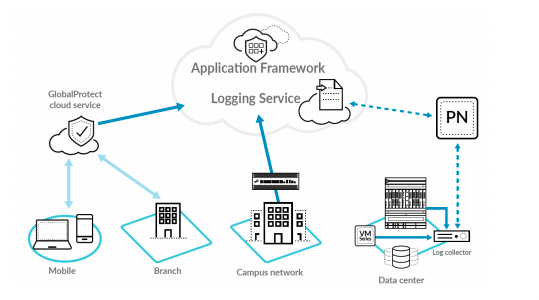 Application Framework
Logging Service
GlobalProtect
cloud service
PN
VM
Series
Log collector
Mobile
Branch
Campus network
Data center